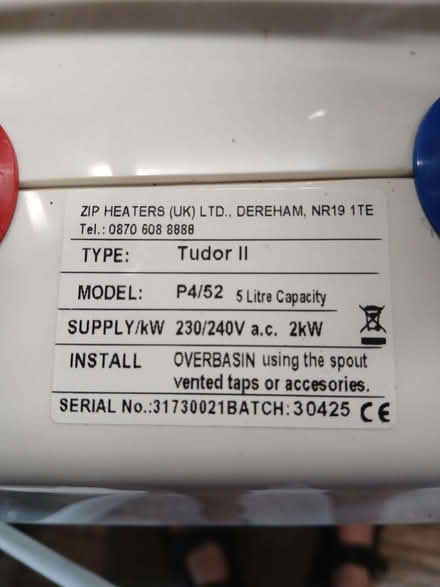 ZIP HEATERS (UK) LTD., DEREHAM, NR19 1TE
Tel.: 0870 608 8888
TYPE: Tudor II
MODEL: P4/52 5 Litre Capacity
SUPPLY/kW 230/240V a.c. 2kW
INSTALL OVERBASIN using the spout
vented taps or accesories.
SERIAL No.:31730021BATCH: 30425 CE